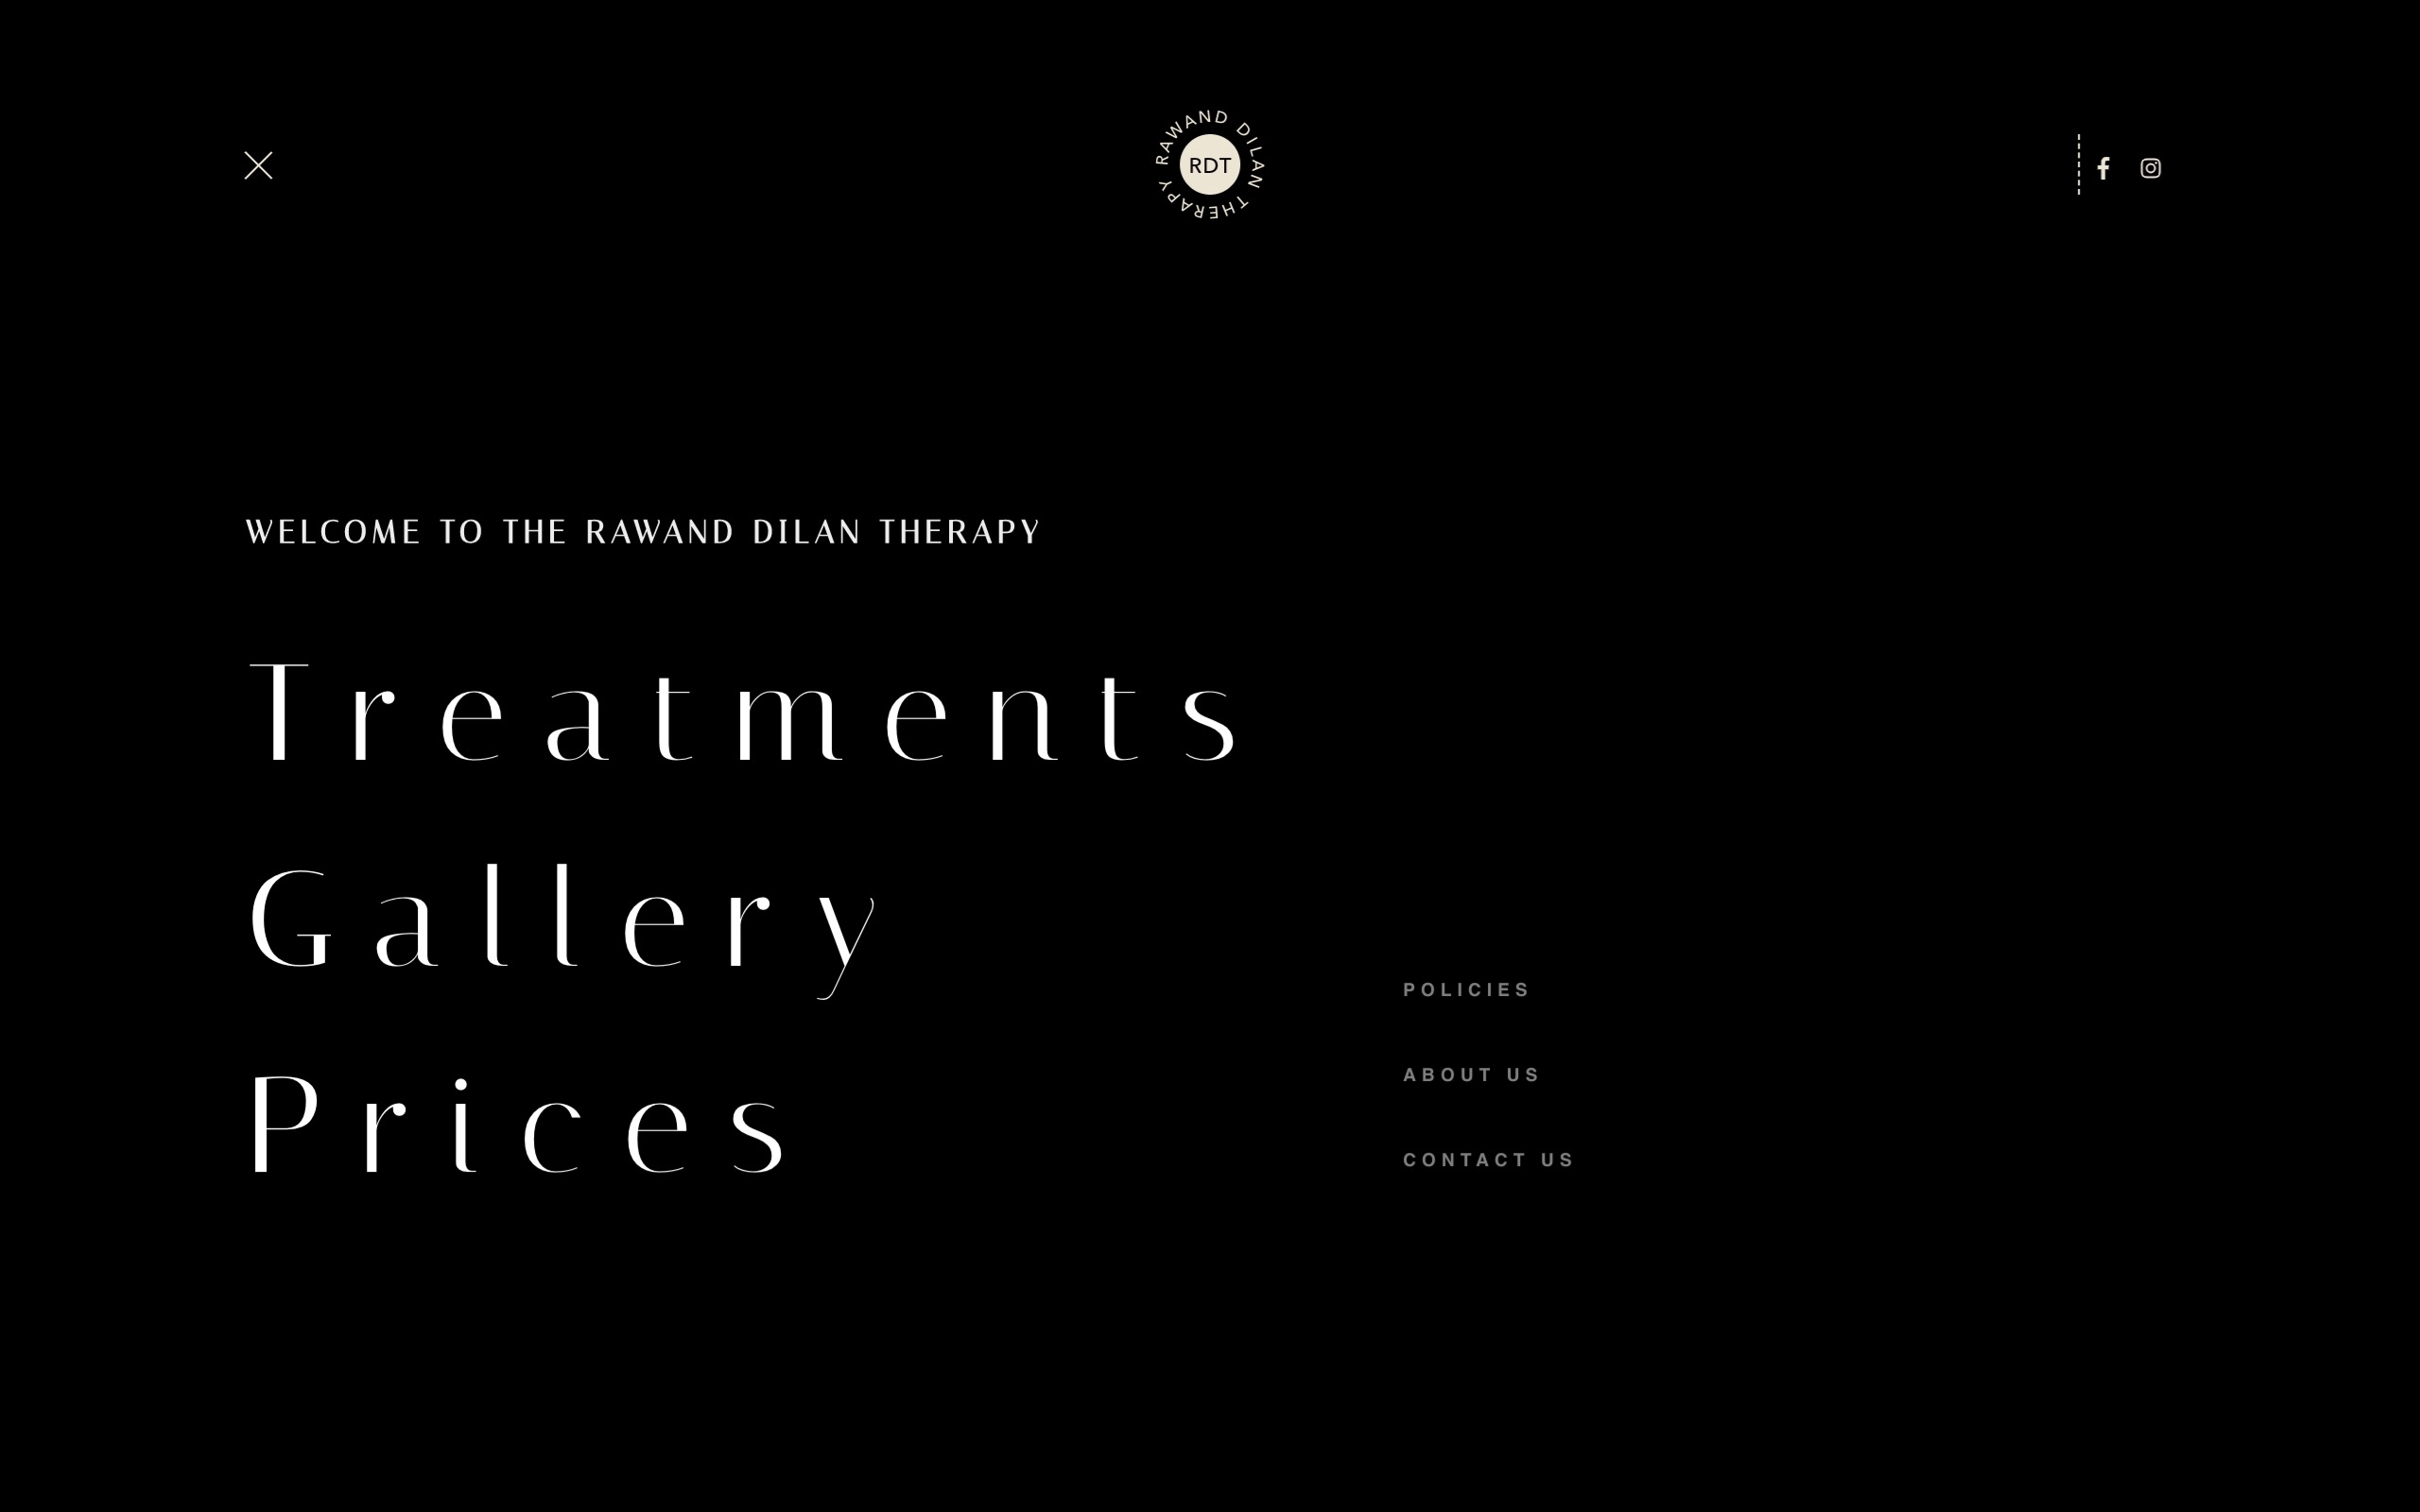 RAWAND DILAN THERAPY
RDT
WELCOME TO THE RAWAND DILAN THERAPY
Treatments
Gallery
Prices
POLICIES
ABOUT US
CONTACT US